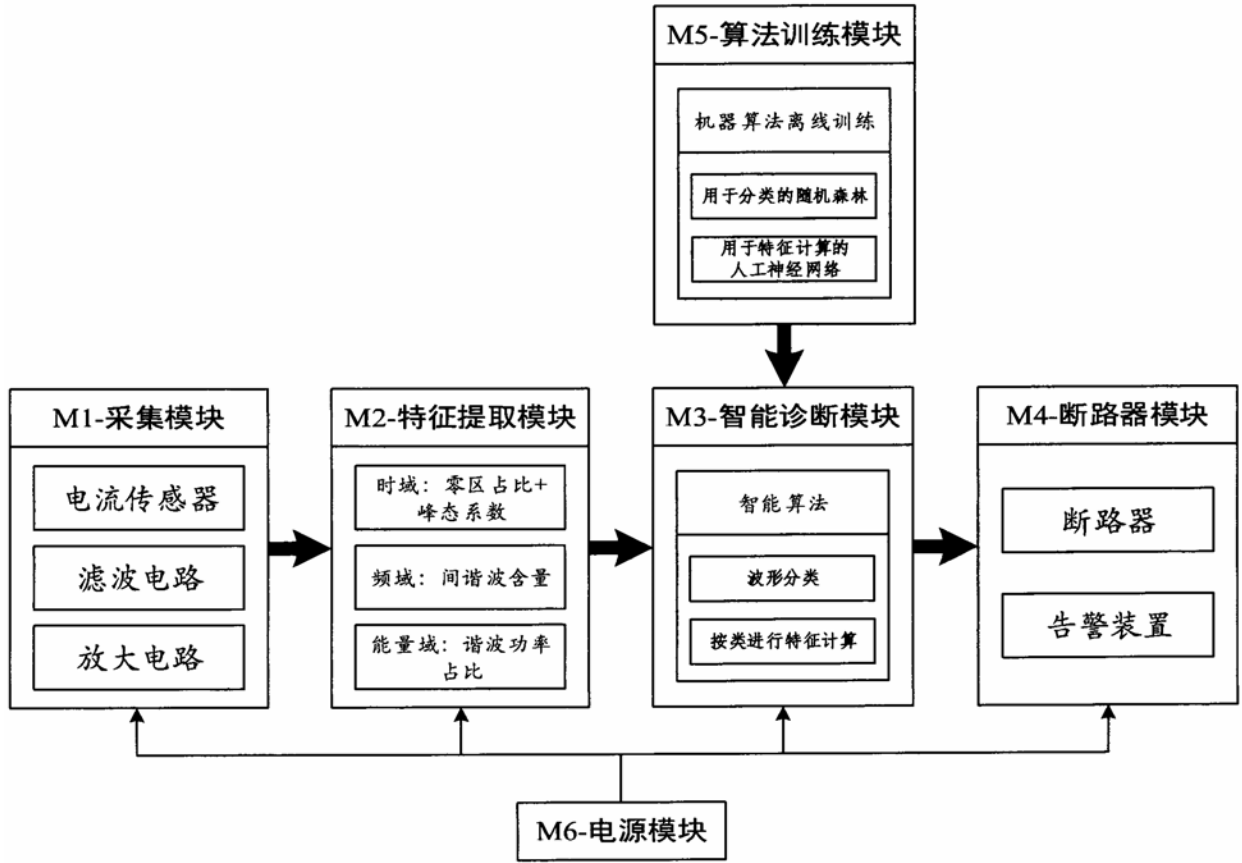 M5-算法训练模块
机器算法离线训练
用于分类的随机森林
用于特征计算的
人工神经网络
M1-采集模块
电流传感器
滤波电路
放大电路
M2-特征提取模块
时域：零区占比+
峰态系数
频域：间谐波含量
能量域：谐波功率
占比
M3-智能诊断模块
智能算法
波形分类
按类进行特征计算
M4-断路器模块
断路器
告警装置
M6-电源模块